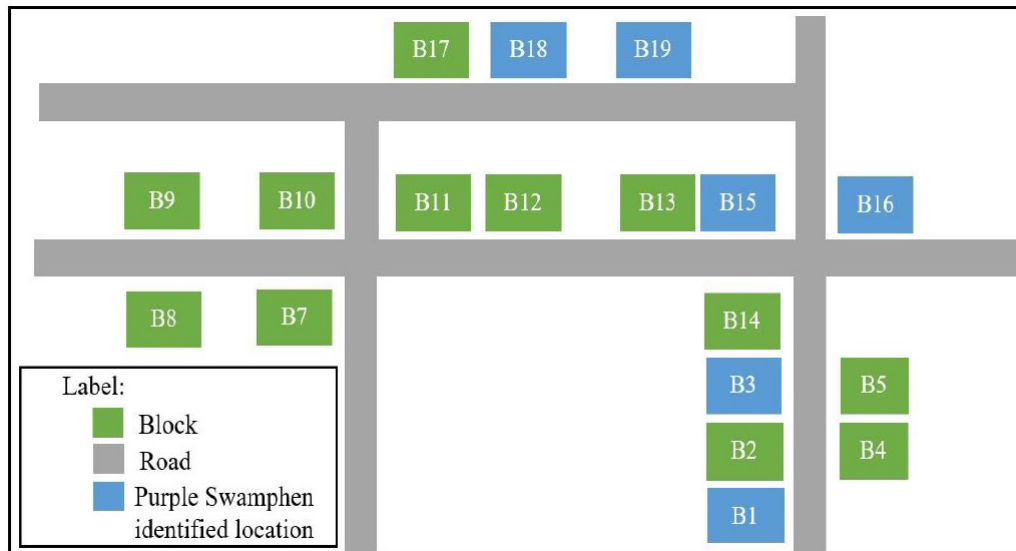 B17 B18 B19
B9 B10 B11 B12 B13 B15 B16
B8 B7 B14
B3 B5
B2 B4
B1
Label:
Block
Road
Purple Swamphen
identified location